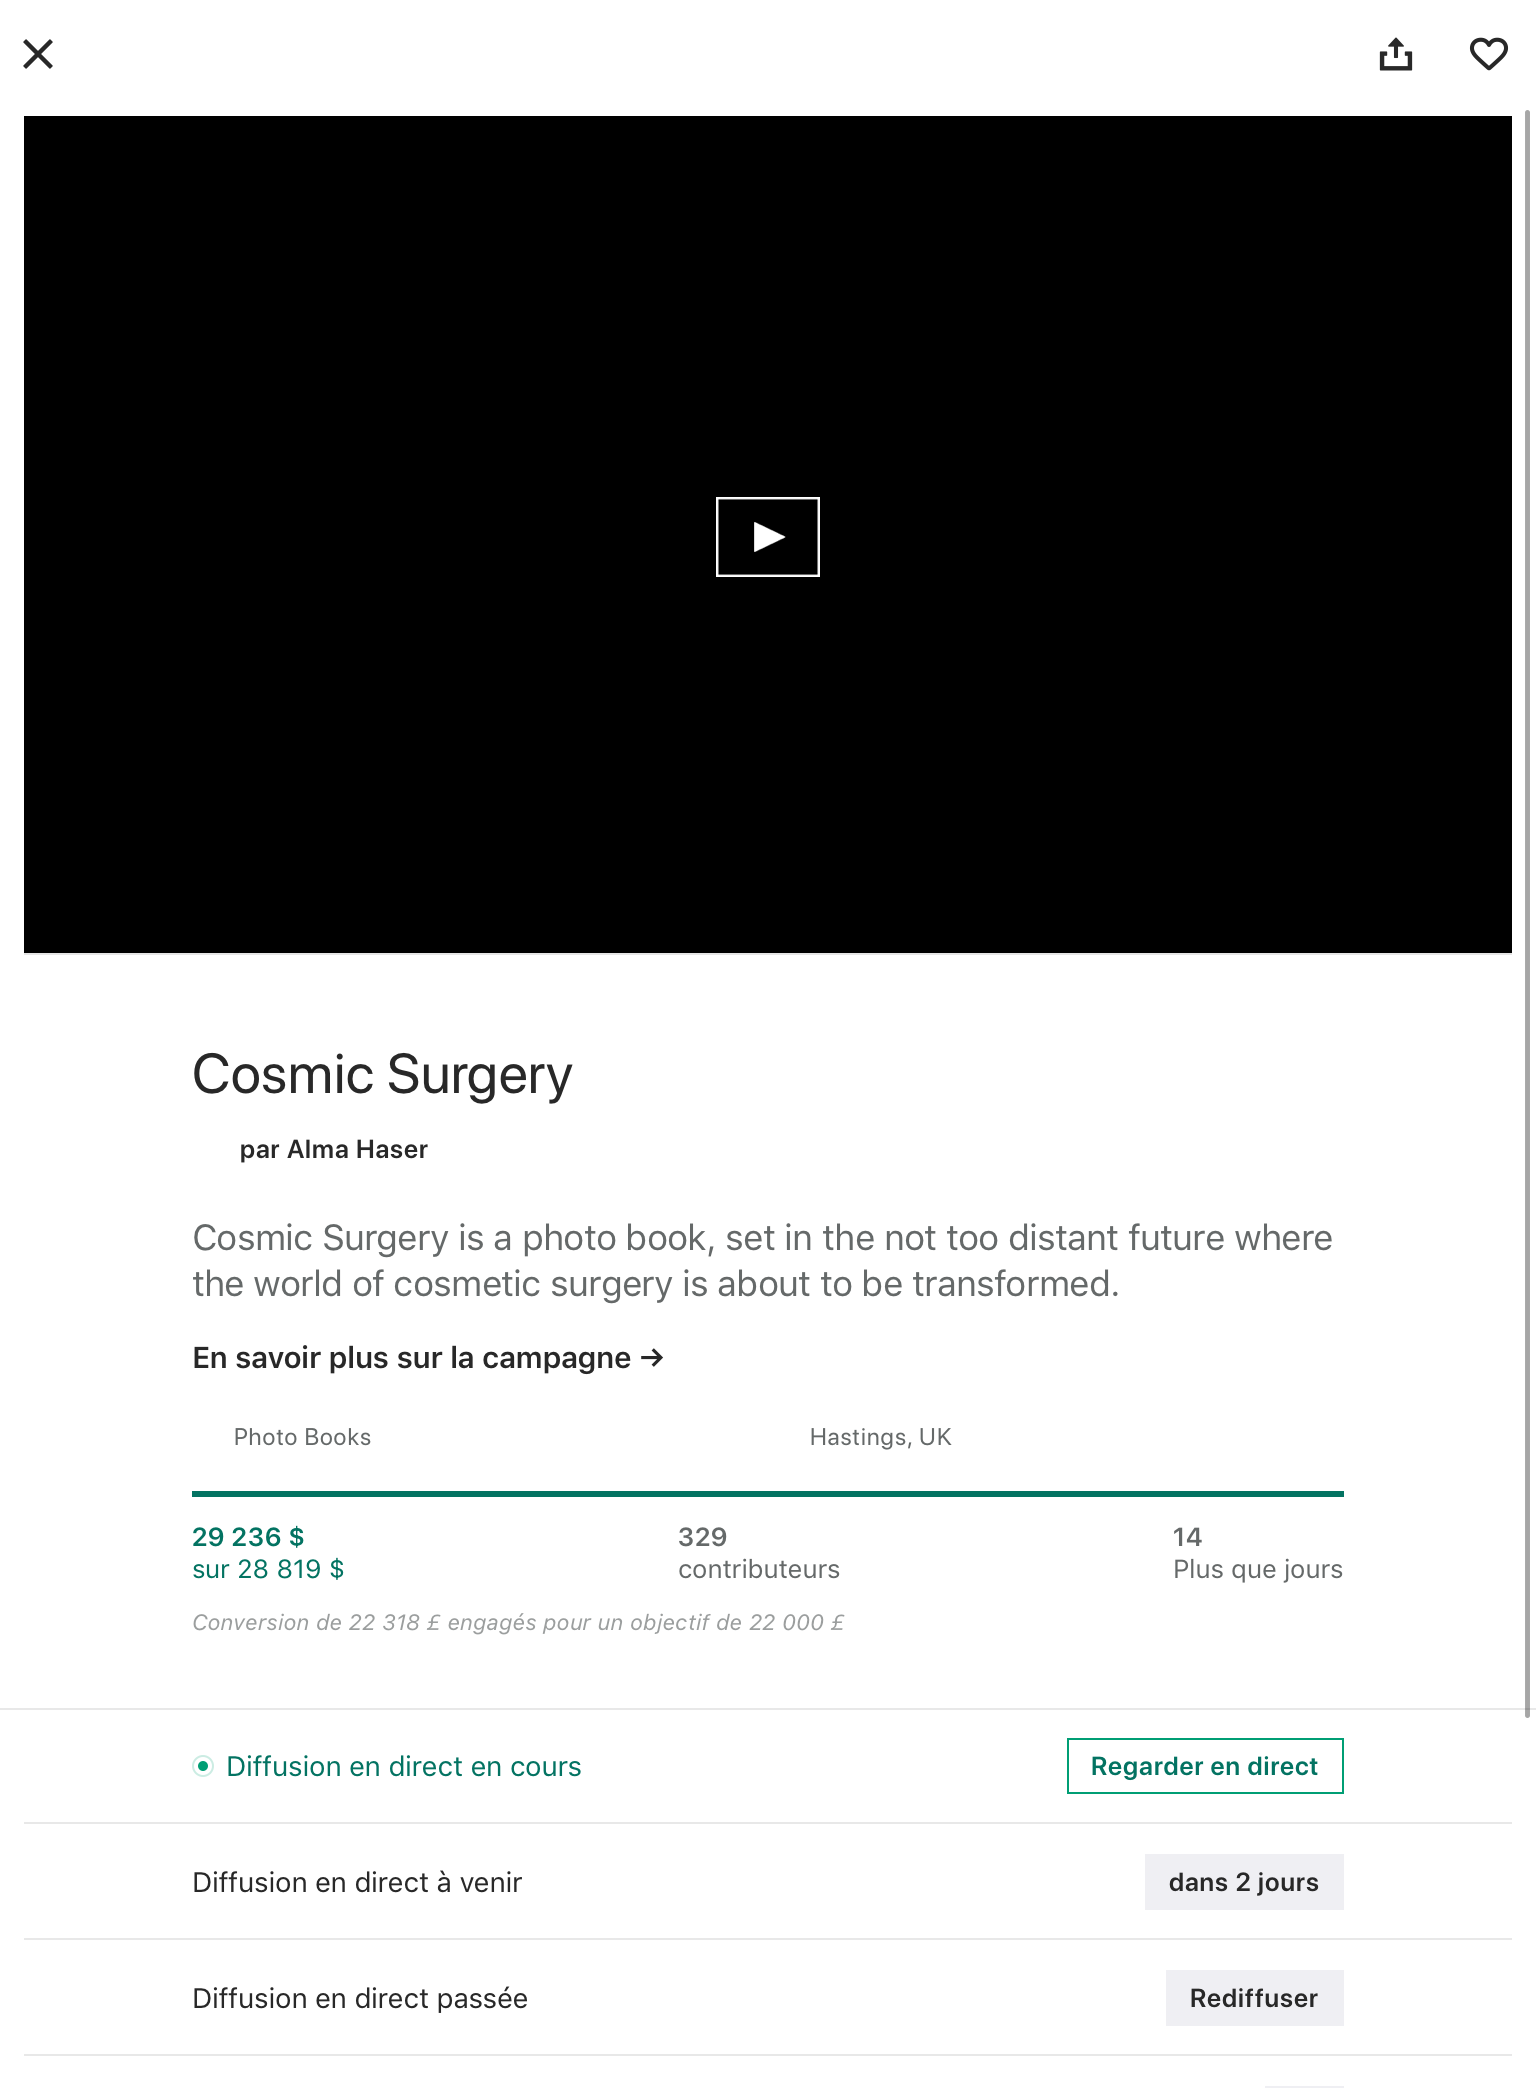 Cosmic Surgery
par Alma Haser
Cosmic Surgery is a photo book, set in the not too distant future where
the world of cosmetic surgery is about to be transformed.
En savoir plus sur la campagne →
Photo Books
Hastings, UK
29 236 $
sur 28 819 $
329
contributeurs
14
Plus que jours
Conversion de 22 318 £ engagés pour un objectif de 22 000 £
Diffusion en direct en cours
Regarder en direct
Diffusion en direct à venir
dans 2 jours
Diffusion en direct passée
Rediffuser